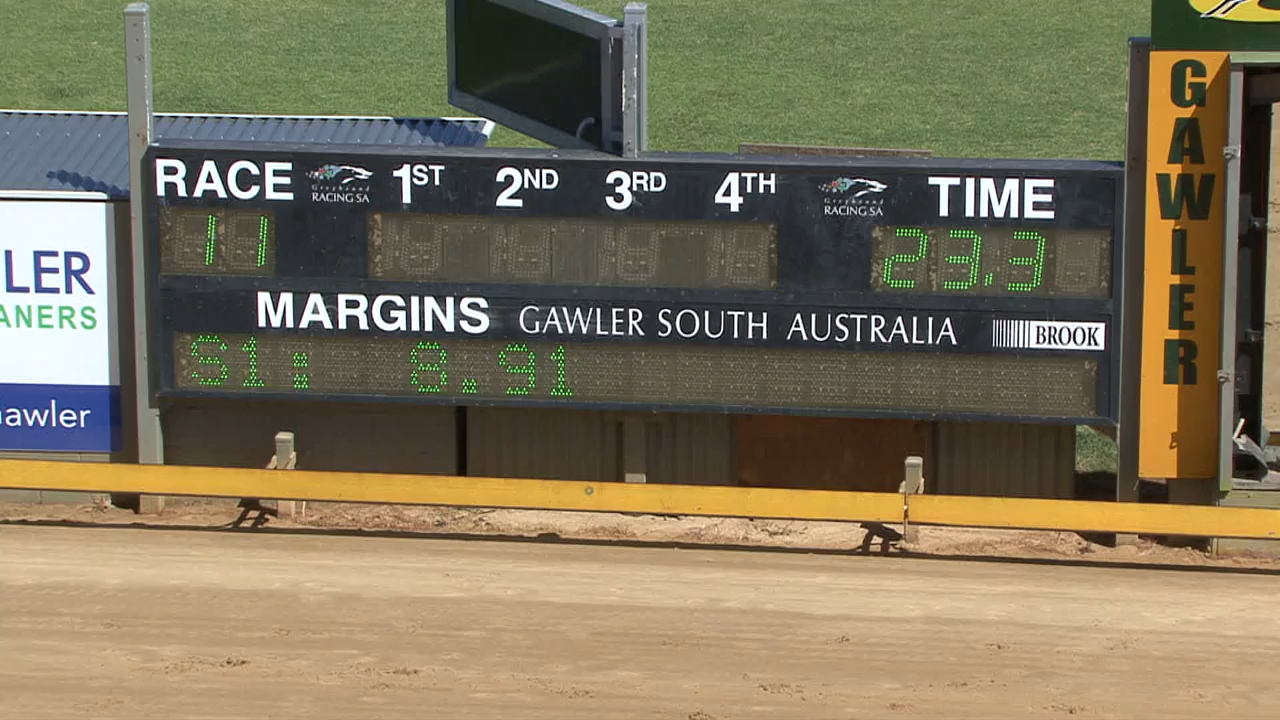 RACE
Greyhound
RACING SA
1ST 2ND 3RD 4TH
Greyhound
RACING SA
TIME
11
23.3
MARGINS GAWLER SOUTH AUSTRALIA BROOK
S1: 8.91
GAWLER
LER
ANERS
awler